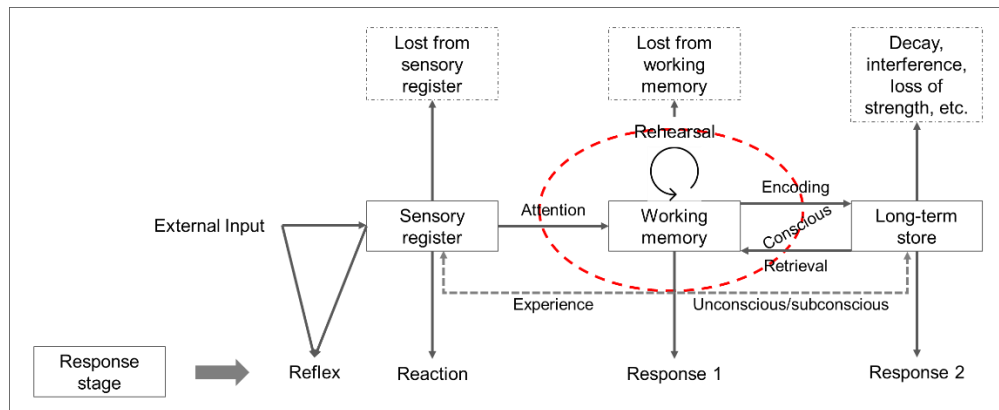 Lost from
sensory
register
Lost from
working
memory
Decay,
interference,
loss of
strength, etc.
Rehearsal
External Input
Sensory
register
Attention
Working
memory
Encoding
Conscious
Retrieval
Long-term
store
Experience
Unconscious/subconscious
Response
stage
Reflex
Reaction
Response 1
Response 2